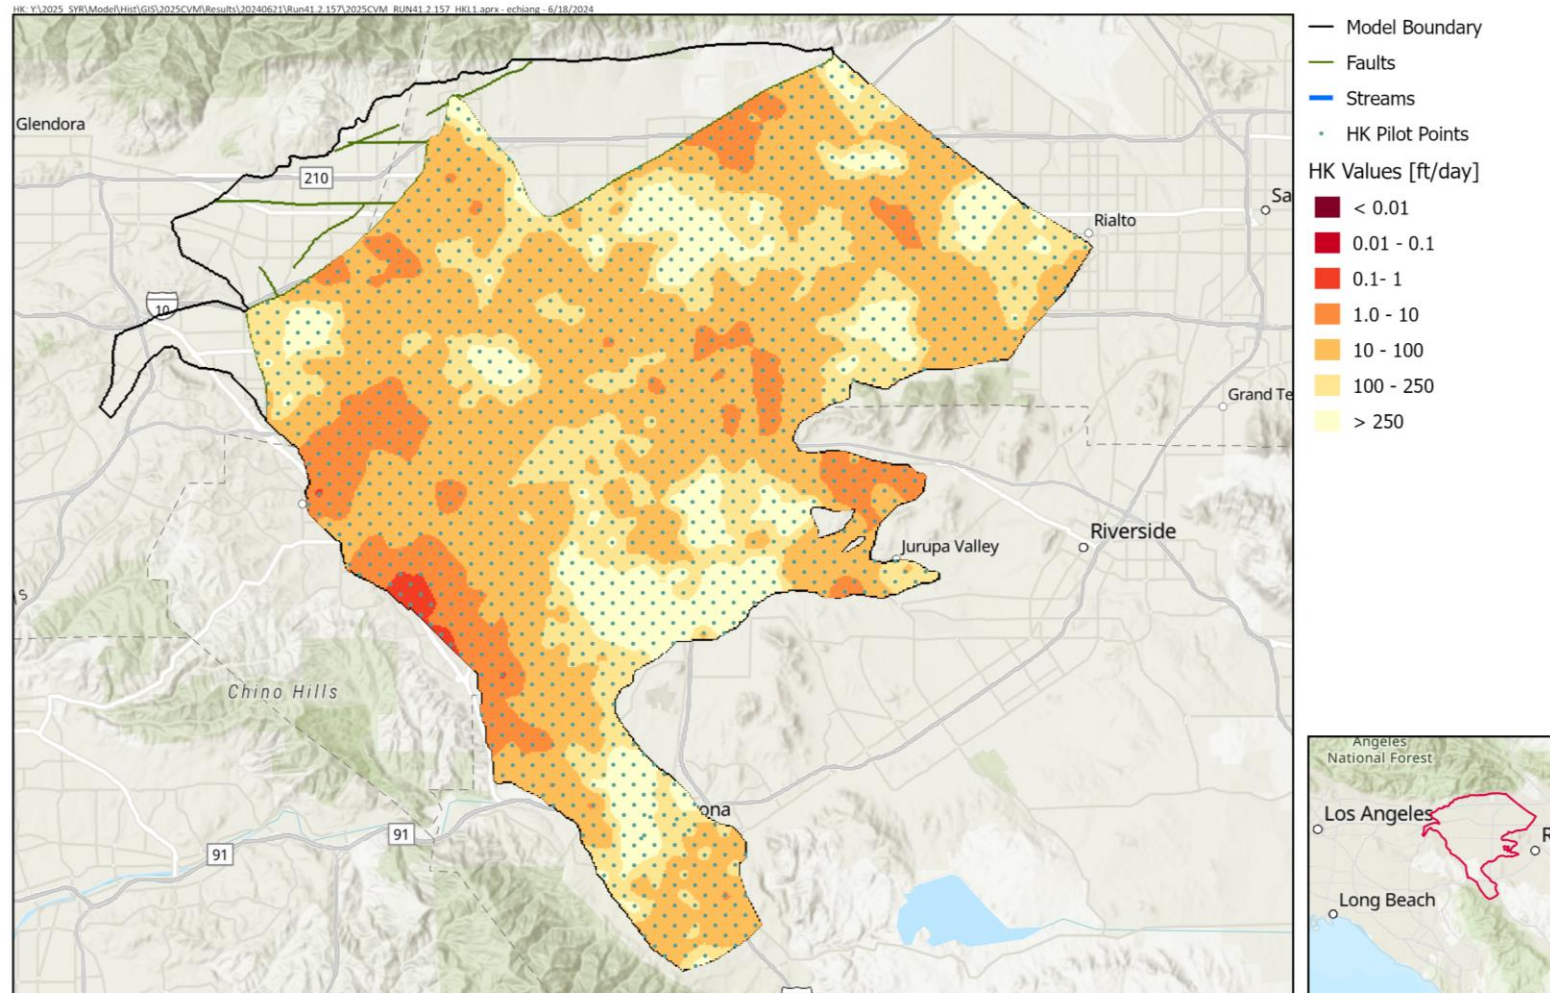 HK: Y:\2025_SYR\Model\Hist\GIS\2025CVM\Results\20240621\Run41.2.157\2025CVM_RUN41.2.157_HKL1.aprx - echiang - 6/18/2024
Model Boundary
Faults
Streams
HK Pilot Points
HK Values [ft/day]
< 0.01
0.01 - 0.1
0.1- 1
1.0 - 10
10 - 100
100 - 250
> 250
Glendora
210
Sa
Rialto
10
Grand Te
Riverside
Jurupa Valley
S
Chino Hills
ona
91
91
Angeles
National Forest
Los Angeles
R
Long Beach